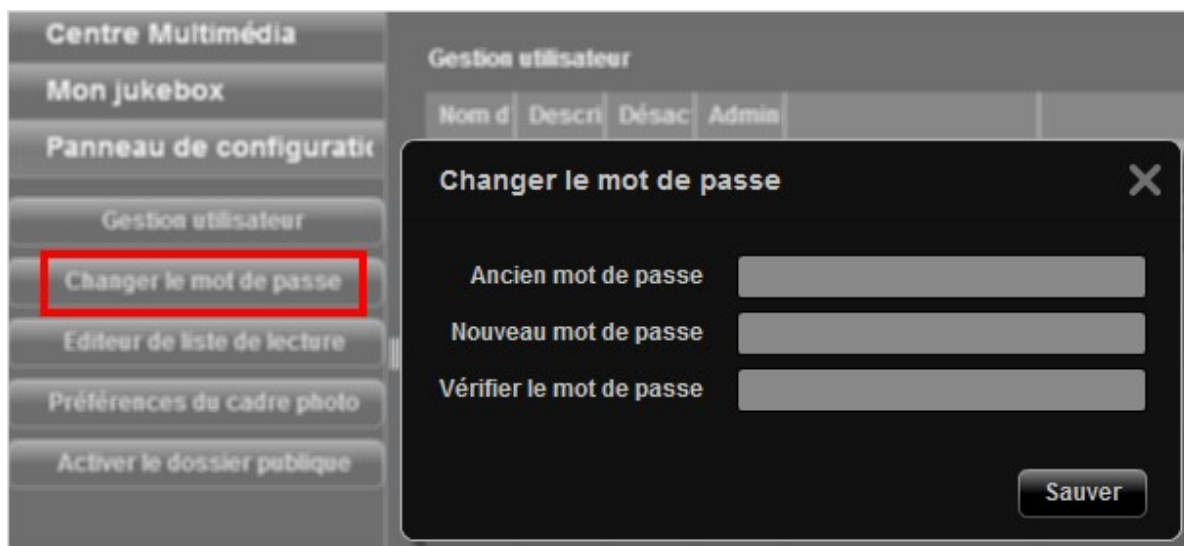 Centre Multimédia
Mon jukebox
Panneau de configuratic
Gestion utilisateur
Changer le mot de passe
Editeur de liste de lecture
Préférences du cadre photo
Activer le dossier publique
Gestion utilisateur
Nom d' Descri Désac Admin
Changer le mot de passe
Ancien mot de passe
Nouveau mot de passe
Vérifier le mot de passe
Sauver